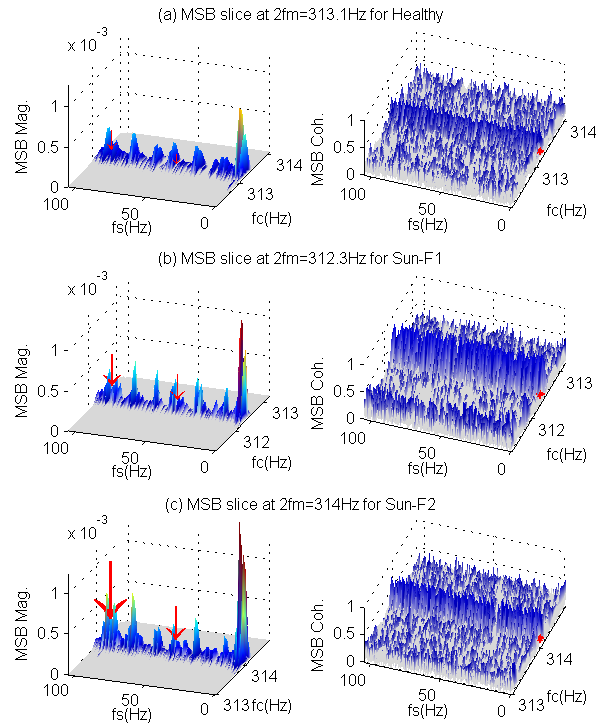 (a) MSB slice at 2fm=313.1Hz for Healthy
x 10⁻³
MSB Mag.
1
0.5
0
100
50
0
fs(Hz)
314
313
fc(Hz)
MSB Coh.
1
0.5
0
100
50
0
fs(Hz)
314
313
fc(Hz)
(b) MSB slice at 2fm=312.3Hz for Sun-F1
x 10⁻³
MSB Mag.
1
0.5
0
100
50
0
fs(Hz)
313
312
fc(Hz)
MSB Coh.
1
0.5
0
100
50
0
fs(Hz)
313
312
fc(Hz)
(c) MSB slice at 2fm=314Hz for Sun-F2
x 10⁻³
MSB Mag.
1
0.5
0
100
50
0
fs(Hz)
314
313
fc(Hz)
MSB Coh.
1
0.5
0
100
50
0
fs(Hz)
314
313
fc(Hz)